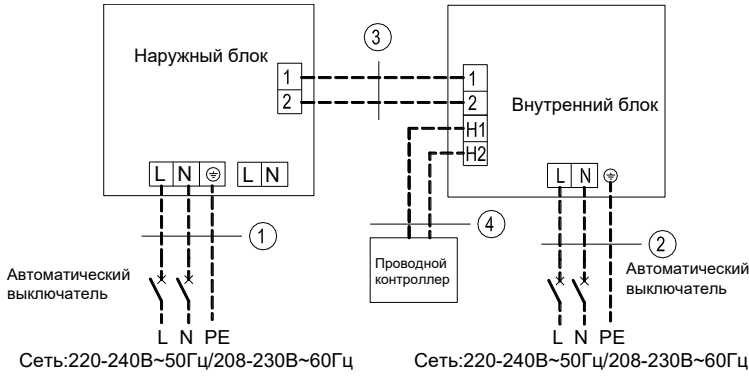 Наружный блок
3
1
2
1
2
H1
H2
Внутренний блок
L N
L N
L N
1
4
2
Автоматический
выключатель
Проводной
контроллер
Автоматический
выключатель
L N PE
L N PE
Сеть:220-240В~50Гц/208-230В~60Гц
Сеть:220-240В~50Гц/208-230В~60Гц